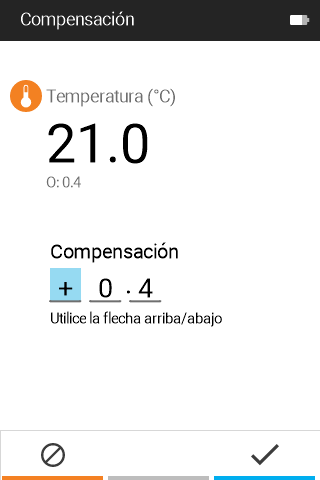 Compensación
Temperatura (°C)
21.0
O: 0.4
Compensación
+ 0 . 4
Utilice la flecha arriba/abajo